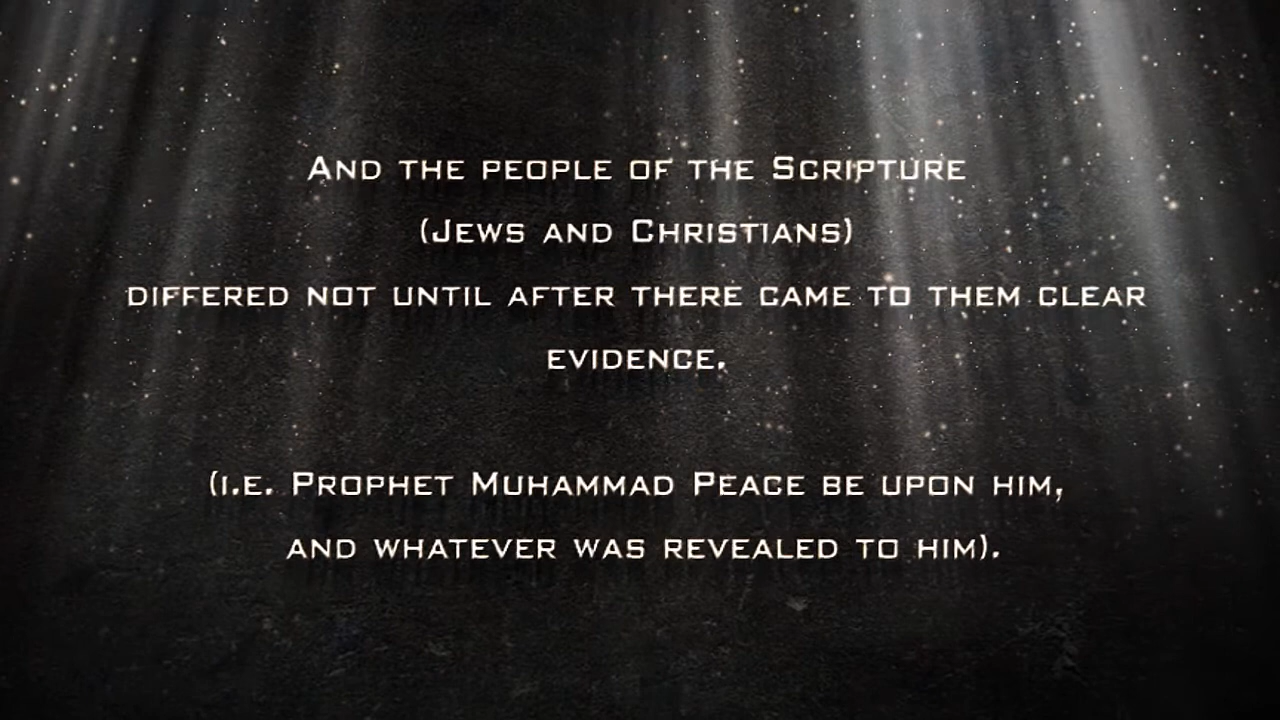 And the people of the Scripture
(Jews and Christians)
differed not until after there came to them clear
evidence.
(i.e. Prophet Muhammad Peace be upon him,
and whatever was revealed to him).